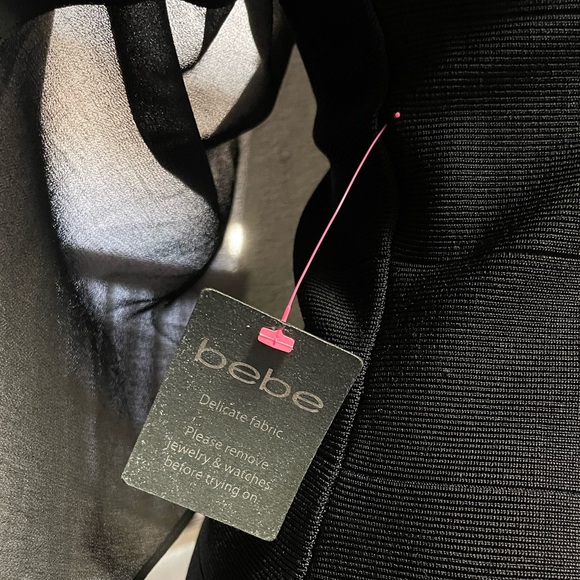 bebe
Delicate fabric.
Please remove
jewelry & watches
before trying on.